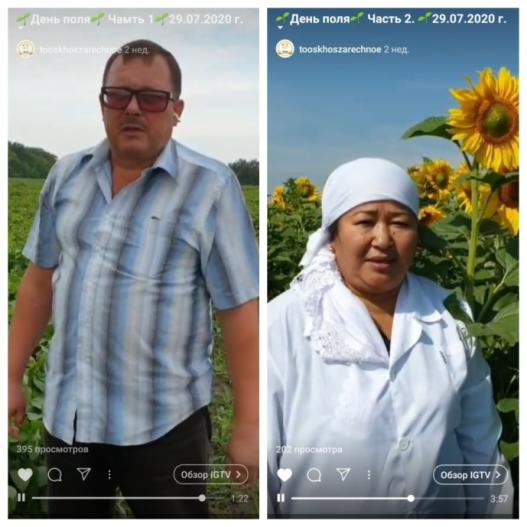 🌱День поля🌱 Чамть 1🌱29.07.2020 г.
tooskhoszarechnoe 2 нед.
395 просмотров
Обзор IGTV >
1:22
🌱День поля🌱 Часть 2. 🌱29.07.2020 г.
tooskhoszarechnoe 2 нед.
202 просмотра
Обзор IGTV >
3:57